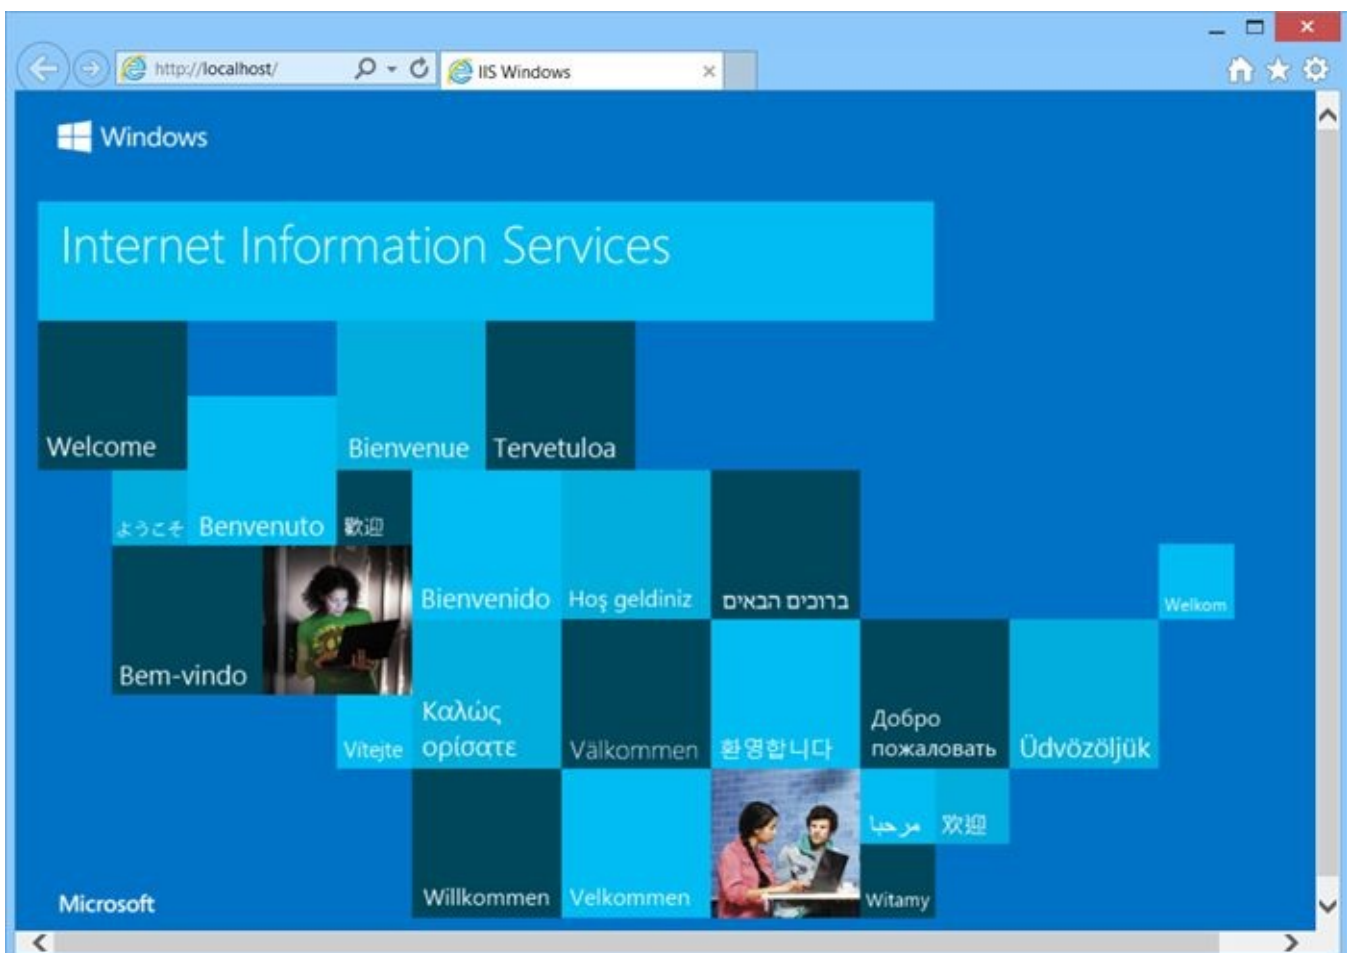 http://localhost/
IIS Windows
Windows
Internet Information Services
Welcome
Bienvenue
Tervetuloa
ようこそ
Benvenuto
歡迎
Bienvenido
Hoş geldiniz
ברוכים הבאים
Welkom
Bem-vindo
Vítejte
Καλώς
ορίσατε
Välkommen
환영합니다
Добро
пожаловать
Üdvözöljük
مرحبا
欢迎
Willkommen
Velkommen
Witamy
Microsoft